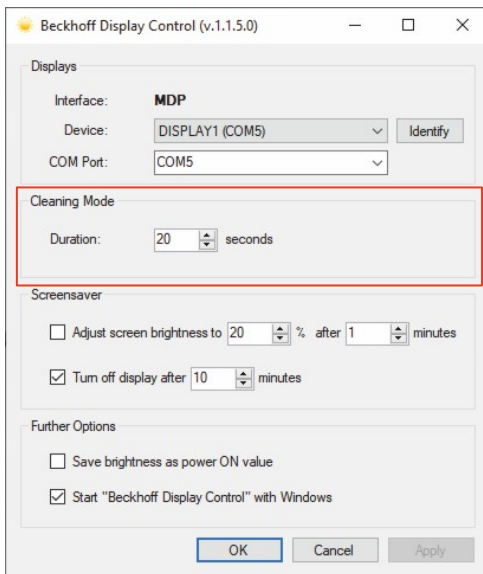 Beckhoff Display Control (v.1.1.5.0)
Displays
Interface: MDP
Device: DISPLAY1 (COM5) Identify
COM Port: COM5
Cleaning Mode
Duration: 20 seconds
Screensaver
Adjust screen brightness to 20 % after 1 minutes
Turn off display after 10 minutes
Further Options
Save brightness as power ON value
Start "Beckhoff Display Control" with Windows
OK Cancel Apply